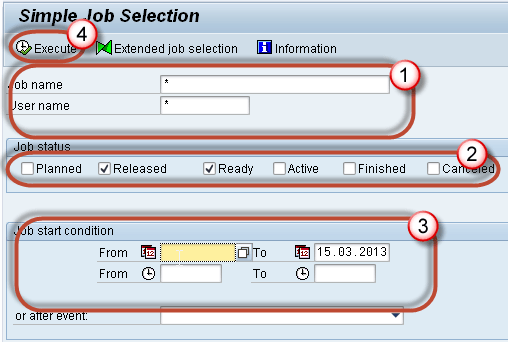 Simple Job Selection
Execute 4 Extended job selection Information
1
Job name *
User name *
Job status 2
Planned Released Ready Active Finished Canceled
3
Job start condition
From To 15.03.2013
From To
or after event: